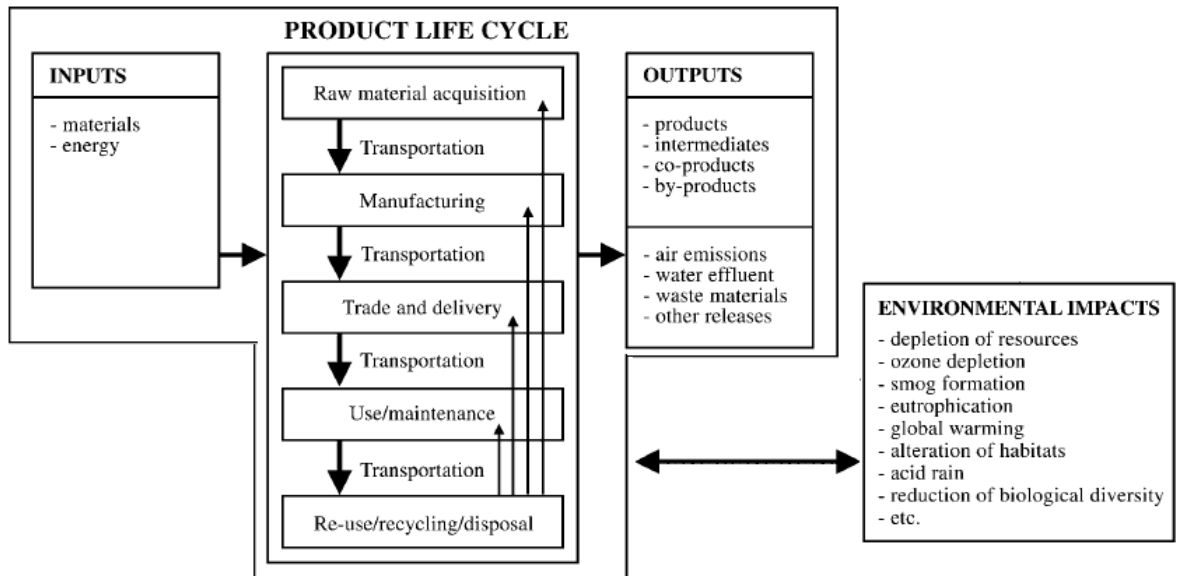 PRODUCT LIFE CYCLE
INPUTS
- materials
- energy
Raw material acquisition
Transportation
Manufacturing
Transportation
Trade and delivery
Transportation
Use/maintenance
Transportation
Re-use/recycling/disposal
OUTPUTS
- products
- intermediates
- co-products
- by-products
- air emissions
- water effluent
- waste materials
- other releases
ENVIRONMENTAL IMPACTS
- depletion of resources
- ozone depletion
- smog formation
- eutrophication
- global warming
- alteration of habitats
- acid rain
- reduction of biological diversity
- etc.